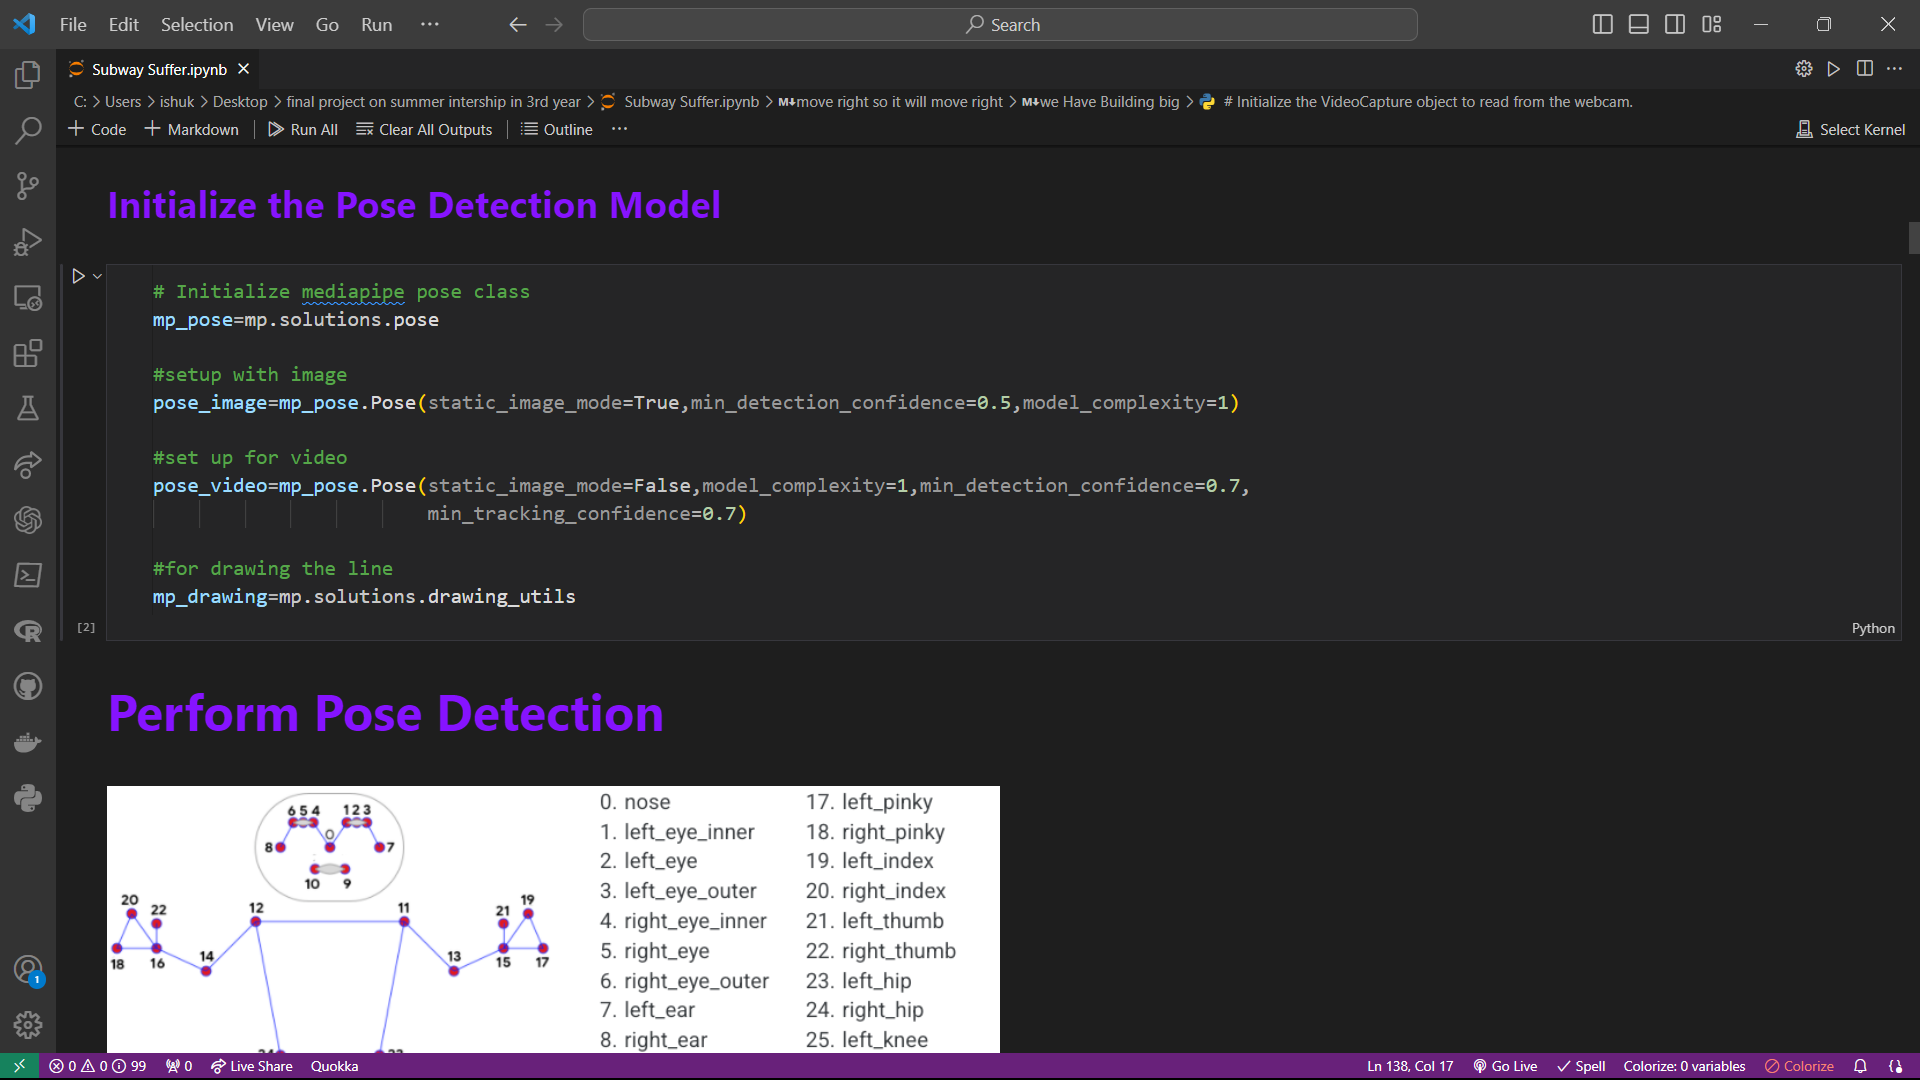 File Edit Selection View Go Run ··· Search
Subway Suffer.ipynb
C: > Users > ishuk > Desktop > final project on summer intership in 3rd year > Subway Suffer.ipynb > M↓move right so it will move right > M↓we Have Building big > # Initialize the VideoCapture object to read from the webcam.
+ Code + Markdown Run All Clear All Outputs Outline ··· Select Kernel
Initialize the Pose Detection Model
# Initialize mediapipe pose class
mp_pose=mp.solutions.pose
#setup with image
pose_image=mp_pose.Pose(static_image_mode=True,min_detection_confidence=0.5,model_complexity=1)
#set up for video
pose_video=mp_pose.Pose(static_image_mode=False,model_complexity=1,min_detection_confidence=0.7,
min_tracking_confidence=0.7)
#for drawing the line
mp_drawing=mp.solutions.drawing_utils
[2] Python
Perform Pose Detection
6 5 4 1 2 3
0
8 7
10 9
20 22 12 11 21 19
18 16 14 13 15 17
24 23
0. nose
1. left_eye_inner
2. left_eye
3. left_eye_outer
4. right_eye_inner
5. right_eye
6. right_eye_outer
7. left_ear
8. right_ear
17. left_pinky
18. right_pinky
19. left_index
20. right_index
21. left_thumb
22. right_thumb
23. left_hip
24. right_hip
25. left_knee
1
0 0 99 0 Live Share Quokka Ln 138, Col 17 Go Live Spell Colorize: 0 variables Colorize